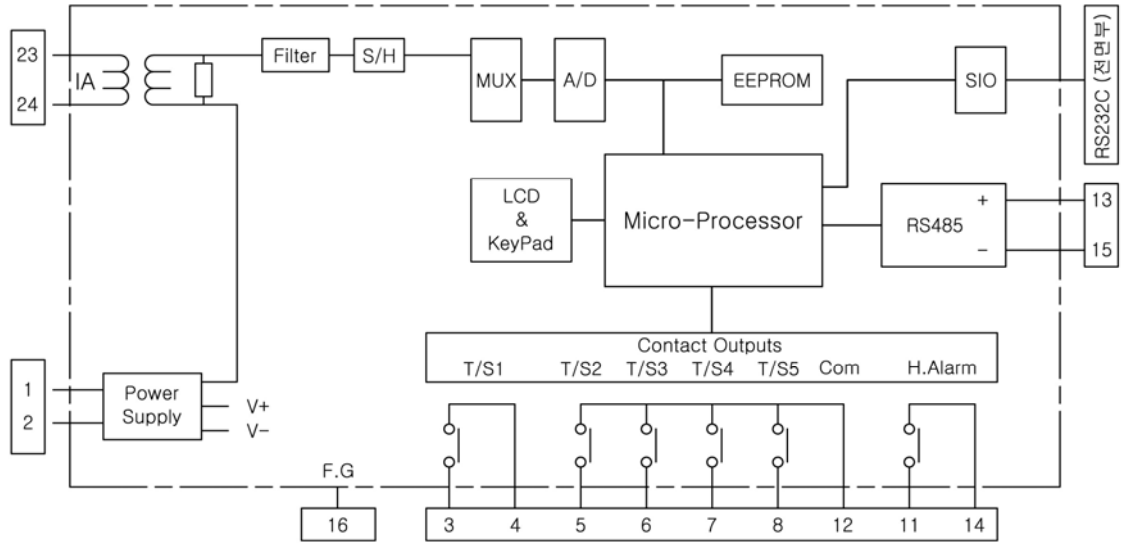 23
24
IA
Filter
S/H
MUX
A/D
EEPROM
SIO
RS232C (전면부)
LCD
&
KeyPad
Micro-Processor
RS485
+
-
13
15
Contact Outputs
T/S1 T/S2 T/S3 T/S4 T/S5 Com H.Alarm
1
2
Power
Supply
V+
V-
F.G
16
3 4 5 6 7 8 12 11 14